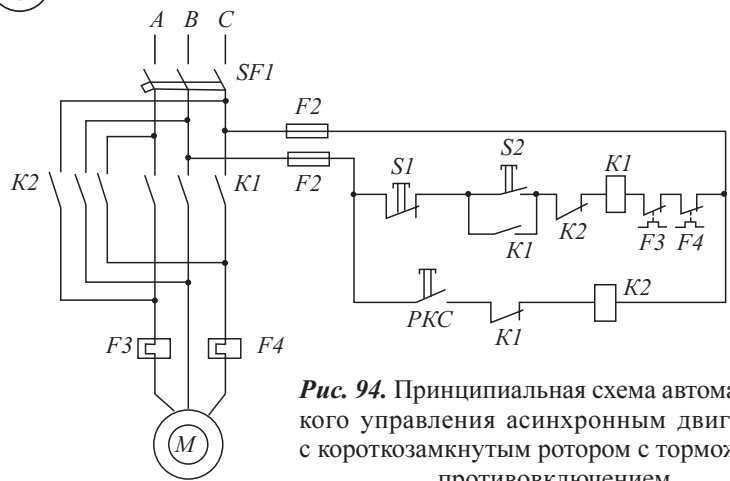 A B C
SF1
F2
F2
S1
S2
K1
K2
K1
K1
K2
F3
F4
РКС
K1
K2
F3
F4
M
Рис. 94. Принципиальная схема автома
кого управления асинхронным двиг
с короткозамкнутым ротором с тормож
противовключением